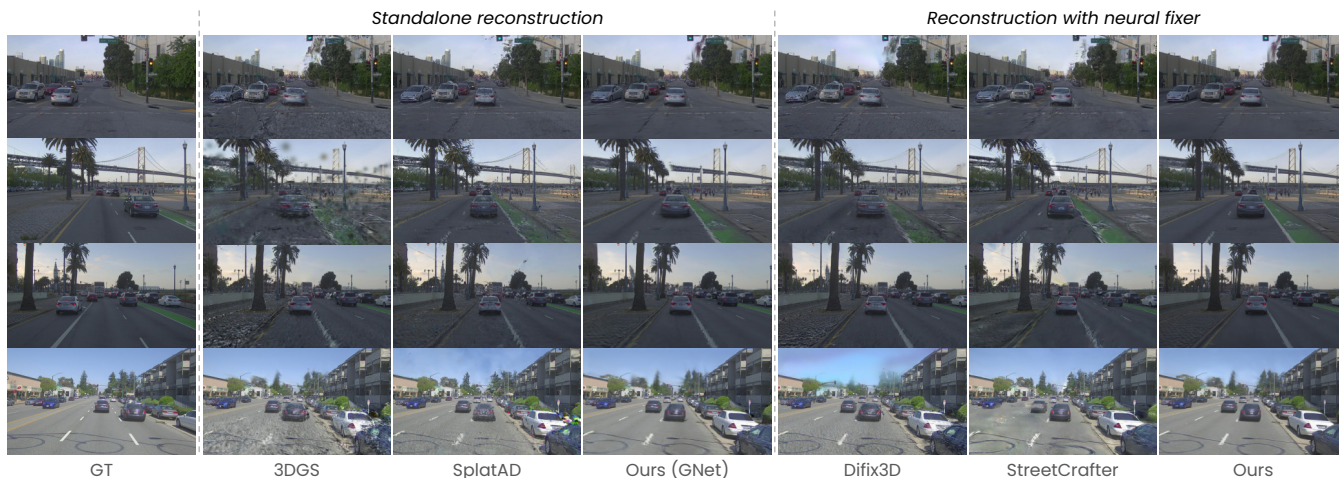 Standalone reconstruction
Reconstruction with neural fixer
GT
3DGS
SplatAD
Ours (GNet)
Difix3D
StreetCrafter
Ours